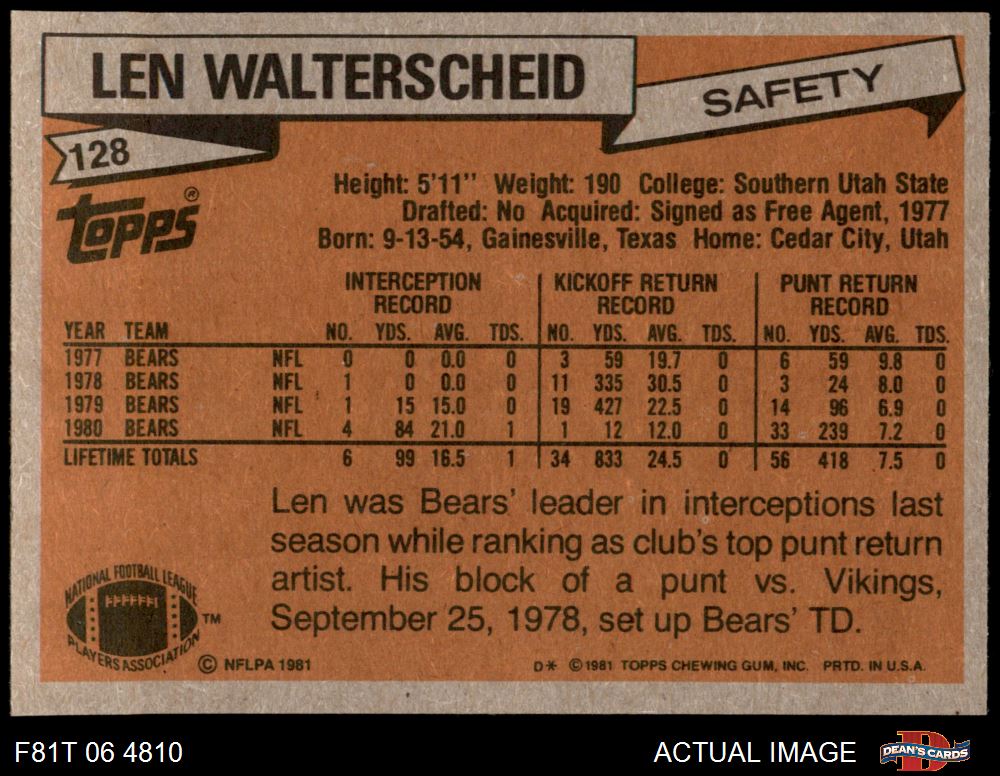 LEN WALTERSCHEID
SAFETY
128
Topps®
Height: 5'11'' Weight: 190 College: Southern Utah State
Drafted: No Acquired: Signed as Free Agent, 1977
Born: 9-13-54, Gainesville, Texas Home: Cedar City, Utah
INTERCEPTION KICKOFF RETURN PUNT RETURN
RECORD RECORD RECORD
YEAR TEAM NO. YDS. AVG. TDS. NO. YDS. AVG. TDS. NO. YDS. AVG. TDS.
1977 BEARS NFL 0 0 0.0 0 3 59 19.7 0 6 59 9.8 0
1978 BEARS NFL 1 0 0.0 0 11 335 30.5 0 3 24 8.0 0
1979 BEARS NFL 1 15 15.0 0 19 427 22.5 0 14 96 6.9 0
1980 BEARS NFL 4 84 21.0 1 1 12 12.0 0 33 239 7.2 0
LIFETIME TOTALS 6 99 16.5 1 34 833 24.5 0 56 418 7.5 0
Len was Bears' leader in interceptions last
season while ranking as club's top punt return
artist. His block of a punt vs. Vikings,
September 25, 1978, set up Bears' TD.
NATIONAL FOOTBALL LEAGUE
PLAYERS ASSOCIATION
TM
© NFLPA 1981
D* ©1981 TOPPS CHEWING GUM, INC. PRTD. IN U.S.A.
F81T 06 4810
ACTUAL IMAGE
D
DEAN'S CARDS